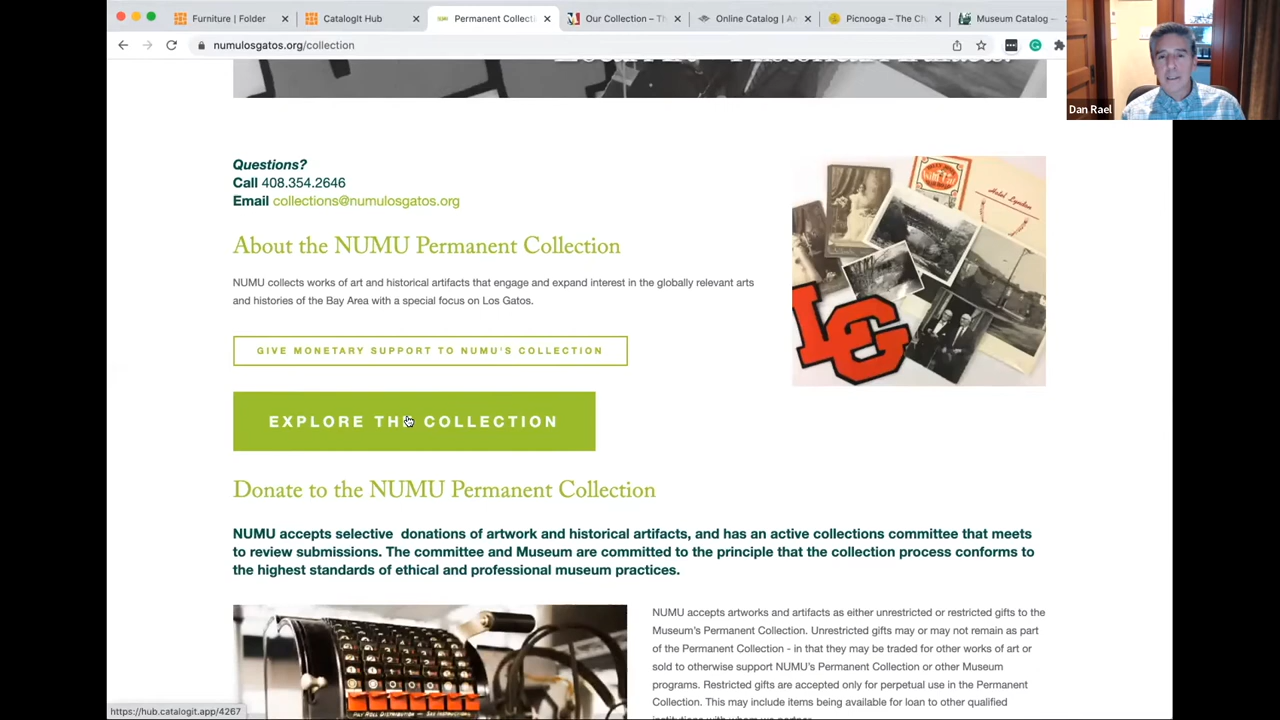 Furniture | Folder
CatalogIt Hub
Permanent Collecti
Our Collection – Th
Online Catalog | An
Picnooga – The Ch
Museum Catalog –
numulosgatos.org/collection
Dan Rael
Questions?
Call 408.354.2646
Email collections@numulosgatos.org
About the NUMU Permanent Collection
NUMU collects works of art and historical artifacts that engage and expand interest in the globally relevant arts
and histories of the Bay Area with a special focus on Los Gatos.
GIVE MONETARY SUPPORT TO NUMU'S COLLECTION
EXPLORE THE COLLECTION
LG
Donate to the NUMU Permanent Collection
NUMU accepts selective donations of artwork and historical artifacts, and has an active collections committee that meets
to review submissions. The committee and Museum are committed to the principle that the collection process conforms to
the highest standards of ethical and professional museum practices.
NUMU accepts artworks and artifacts as either unrestricted or restricted gifts to the
Museum's Permanent Collection. Unrestricted gifts may or may not remain as part
of the Permanent Collection - in that they may be traded for other works of art or
sold to otherwise support NUMU's Permanent Collection or other Museum
programs. Restricted gifts are accepted only for perpetual use in the Permanent
Collection. This may include items being available for loan to other qualified
https://hub.catalogit.app/4267